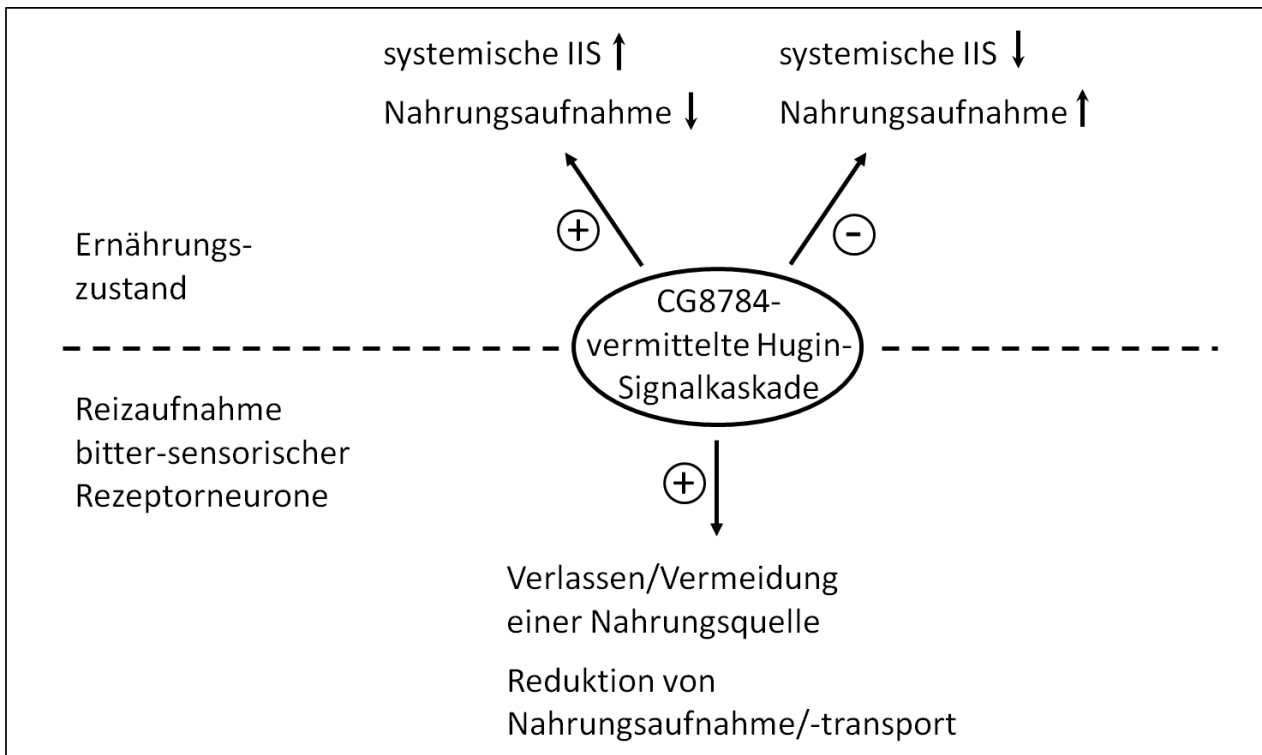 systemische IIS ↑
Nahrungsaufnahme ↓
systemische IIS ↓
Nahrungsaufnahme ↑
+
-
Ernährungs-
zustand
CG8784-
vermittelte Hugin-
Signalkaskade
Reizaufnahme
bitter-sensorischer
Rezeptorneurone
+
Verlassen/Vermeidung
einer Nahrungsquelle
Reduktion von
Nahrungsaufnahme/-transport